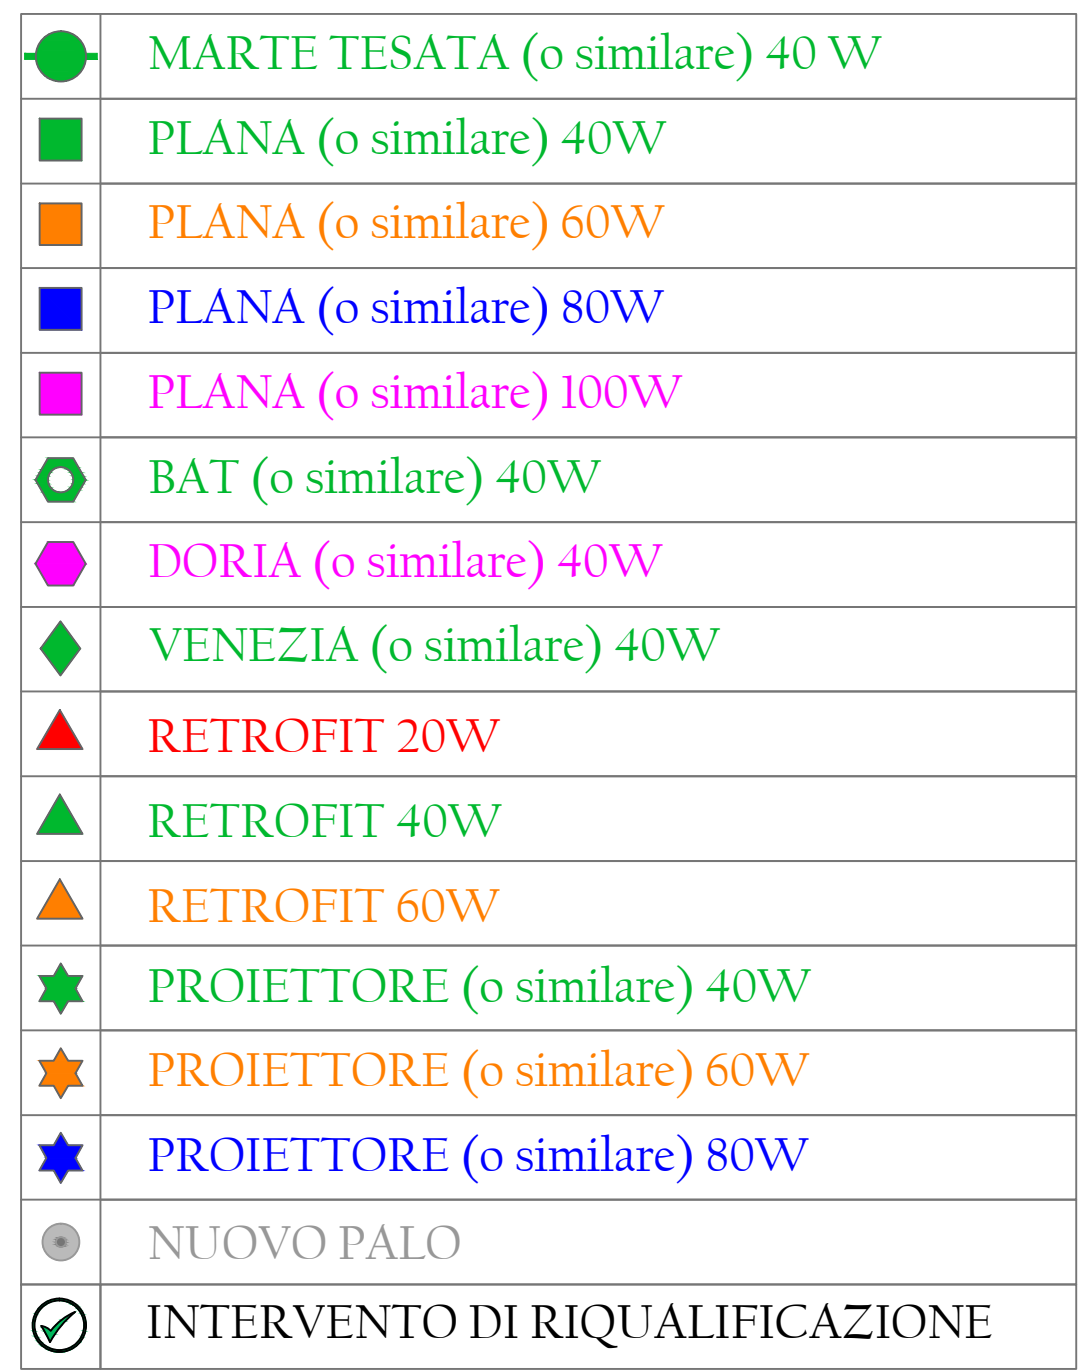 MARTE TESATA (o similare) 40 W
PLANA (o similare) 40W
PLANA (o similare) 60W
PLANA (o similare) 80W
PLANA (o similare) 100W
BAT (o similare) 40W
DORIA (o similare) 40W
VENEZIA (o similare) 40W
RETROFIT 20W
RETROFIT 40W
RETROFIT 60W
PROIETTORE (o similare) 40W
PROIETTORE (o similare) 60W
PROIETTORE (o similare) 80W
NUOVO PALO
INTERVENTO DI RIQUALIFICAZIONE